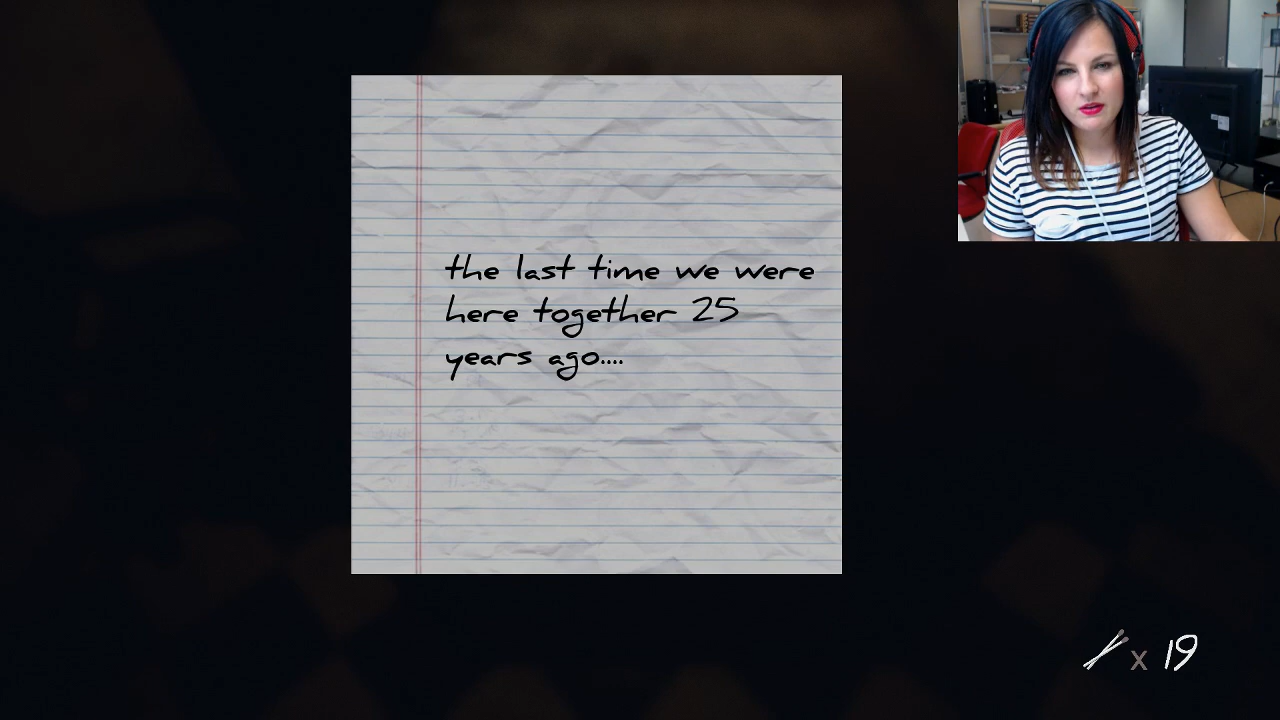 the last time we were
here together 25
years ago....
x 19